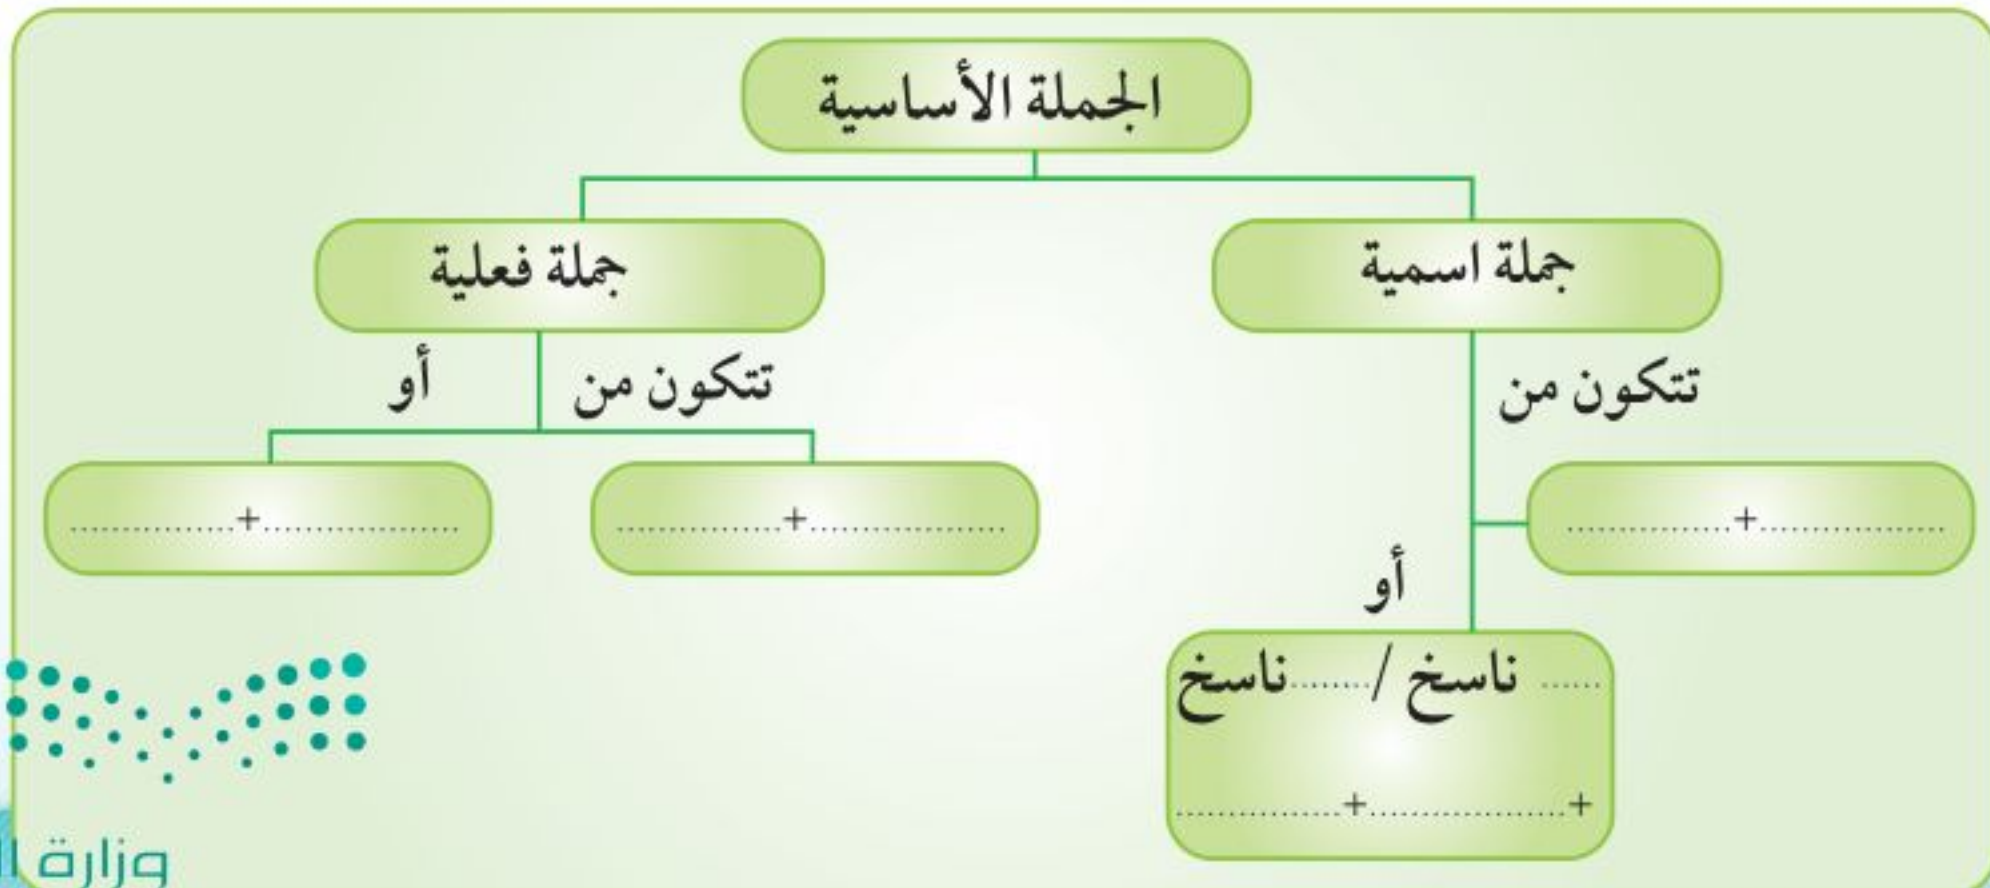 الجملة الأساسية
جملة اسمية
جملة فعلية
تتكون من
تتكون من
أو
..................+................
..................+................
..................+................
أو
...... ناسخ /........ناسخ
+..................+................
وزارة